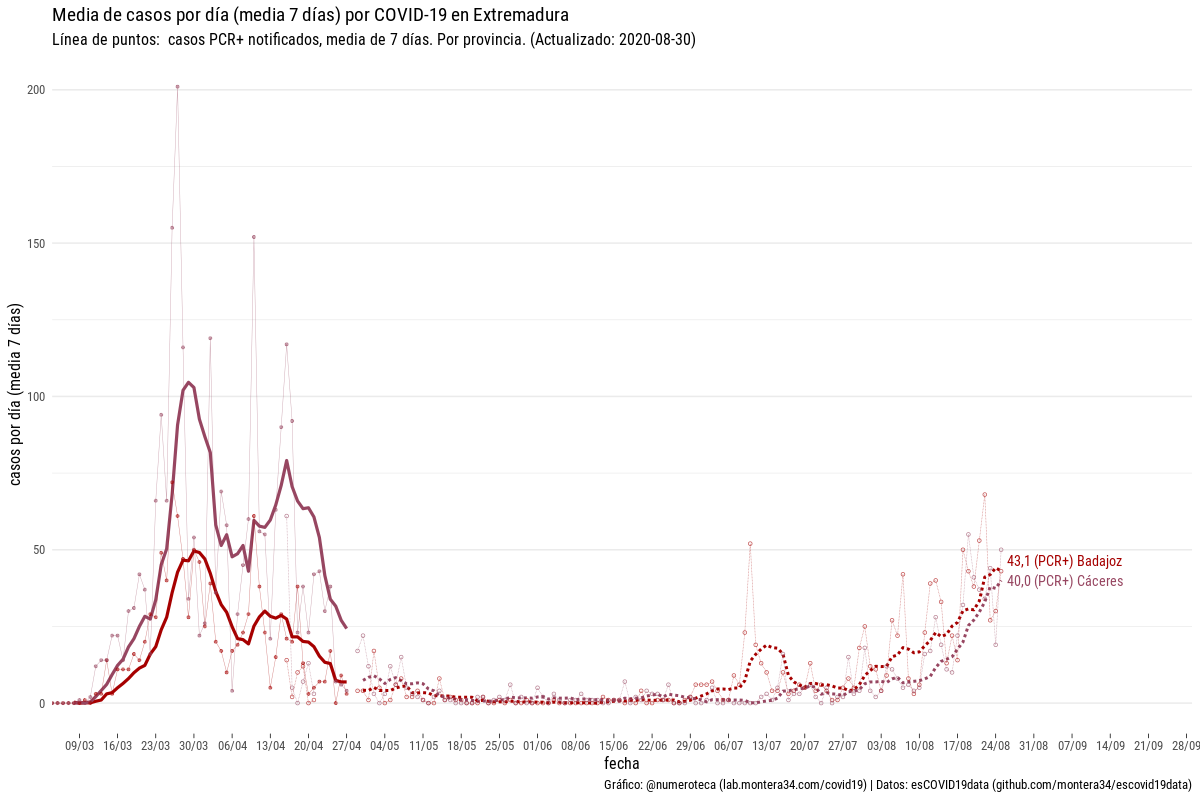 Media de casos por día (media 7 días) por COVID-19 en Extremadura
Línea de puntos:  casos PCR+ notificados, media de 7 días. Por provincia. (Actualizado: 2020-08-30)
casos por día (media 7 días)
200
150
100
50
0
43,1 (PCR+) Badajoz
40,0 (PCR+) Cáceres
09/03 16/03 23/03 30/03 06/04 13/04 20/04 27/04 04/05 11/05 18/05 25/05 01/06 08/06 15/06 22/06 29/06 06/07 13/07 20/07 27/07 03/08 10/08 17/08 24/08 31/08 07/09 14/09 21/09 28/09
fecha
Gráfico: @numeroteca (lab.montera34.com/covid19) | Datos: esCOVID19data (github.com/montera34/escovid19data)